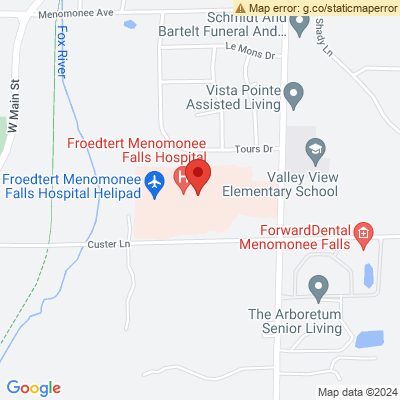 Map error: g.co/staticmaperror
Menomonee Ave
Schmidt And
Bartelt Funeral And...
Shady Ln
Le Mons Dr
Fox River
W Main St
Vista Pointe
Assisted Living
Tours Dr
Froedtert Menomonee
Falls Hospital
H
Froedtert Menomonee
Falls Hospital Helipad
Valley View
Elementary School
ForwardDental
Menomonee Falls
Custer Ln
The Arboretum
Senior Living
Google
Map data ©2024